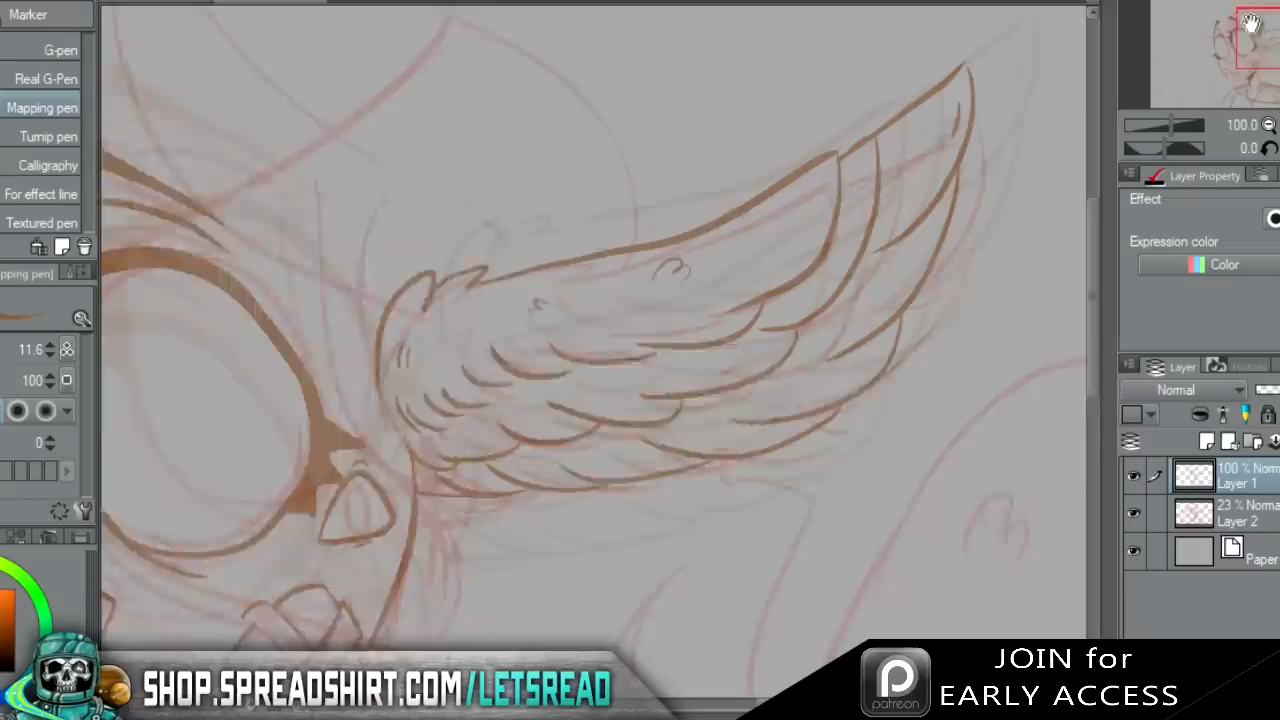 Marker
G-pen
Real G-Pen
Mapping pen
Turnip pen
Calligraphy
For effect line
Textured pen
pping pen]
11.6
100
0
100.0
0.0
Layer Property
Effect
Expression color
Color
Layer
History
Normal
100 % Norm
Layer 1
23 % Norma
Layer 2
Paper
SHOP.SPREADSHIRT.COM/LETSREAD
patreon
JOIN for
EARLY ACCESS